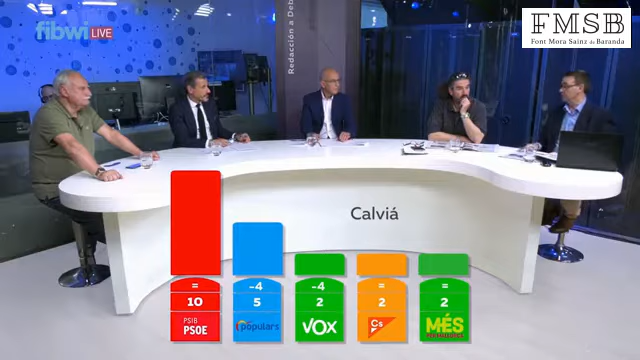 fibwi LIVE
Redacción a Deb
FMSB
Font Mora Sainz de Baranda
Calviá
= -4 -4 = =
10 5 2 2 2
PSIB PSOE
populars
VOX
Cs
MÉS